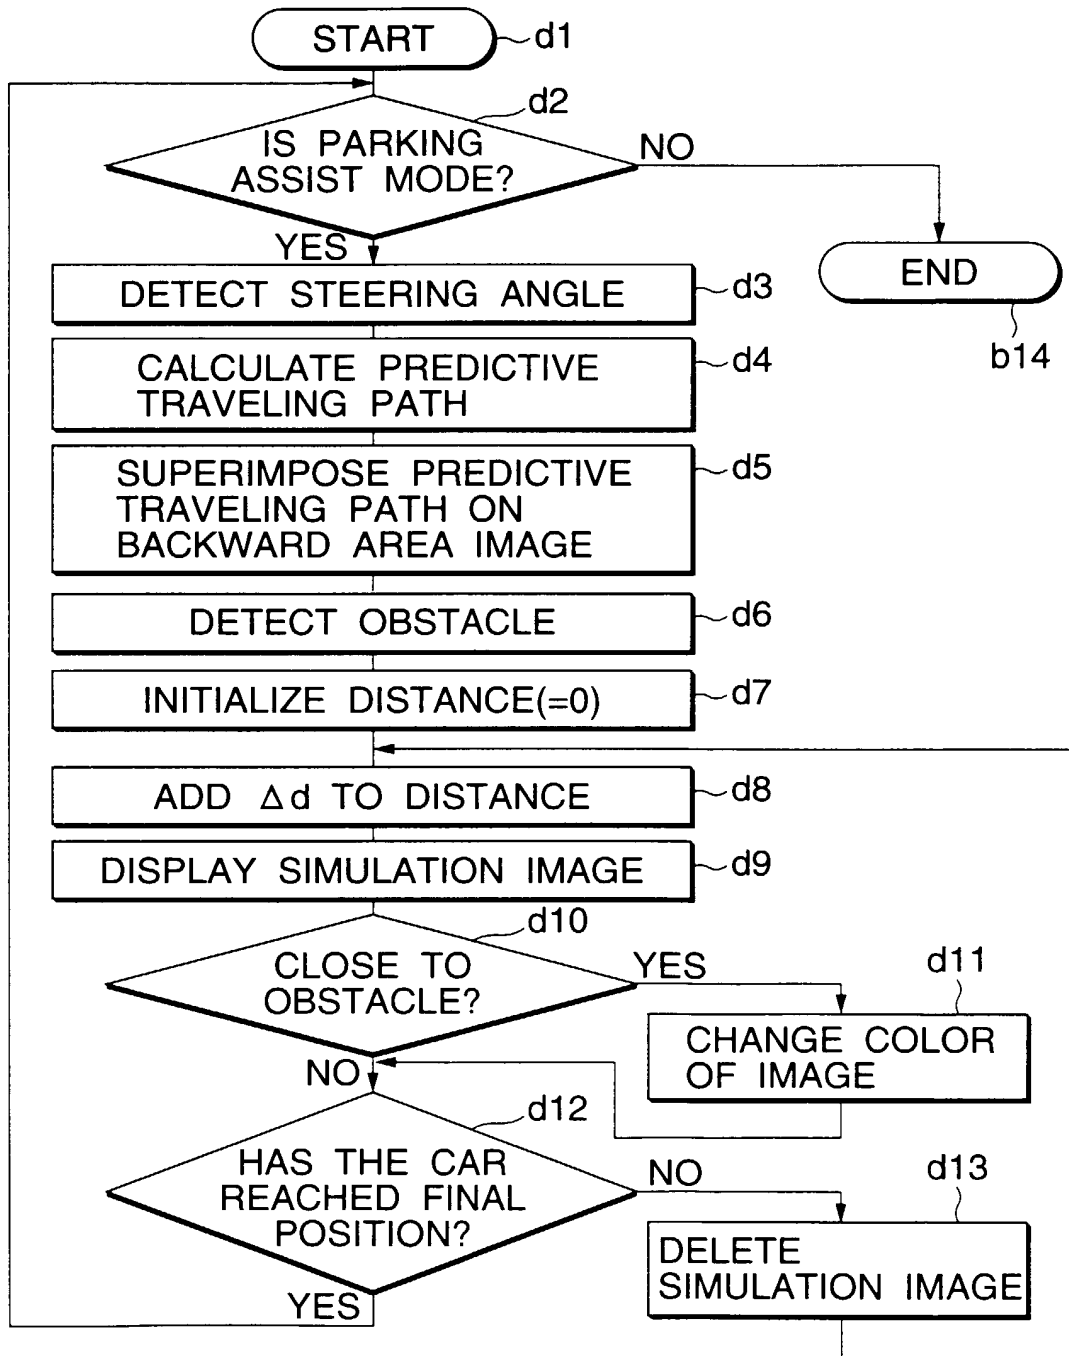 START
d1
d2
IS PARKING
ASSIST MODE?
NO
YES
END
b14
DETECT STEERING ANGLE
d3
CALCULATE PREDICTIVE
TRAVELING PATH
d4
SUPERIMPOSE PREDICTIVE
TRAVELING PATH ON
BACKWARD AREA IMAGE
d5
DETECT OBSTACLE
d6
INITIALIZE DISTANCE(=0)
d7
ADD Δd TO DISTANCE
d8
DISPLAY SIMULATION IMAGE
d9
d10
CLOSE TO
OBSTACLE?
YES
d11
CHANGE COLOR
OF IMAGE
NO
d12
HAS THE CAR
REACHED FINAL
POSITION?
NO
d13
DELETE
SIMULATION IMAGE
YES